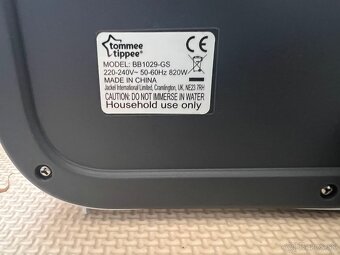 tommee
tippee®
CE
MODEL: BB1029-GS
220-240V~ 50-60Hz 820W
MADE IN CHINA
Jackel International Limited, Cramlington, UK, NE23 7RH
CAUTION: DO NOT IMMERSE IN WATER
Household use only